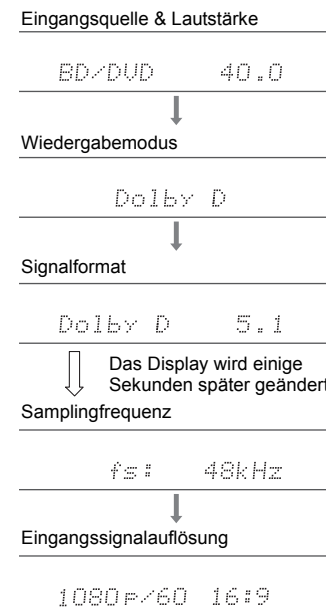 Eingangsquelle & Lautstärke
BD/DVD 40.0
Wiedergabemodus
Dolby D
Signalformat
Dolby D 5.1
Das Display wird einige
Sekunden später geändert
Samplingfrequenz
fs: 48kHz
Eingangssignalauflösung
1080p/60 16:9